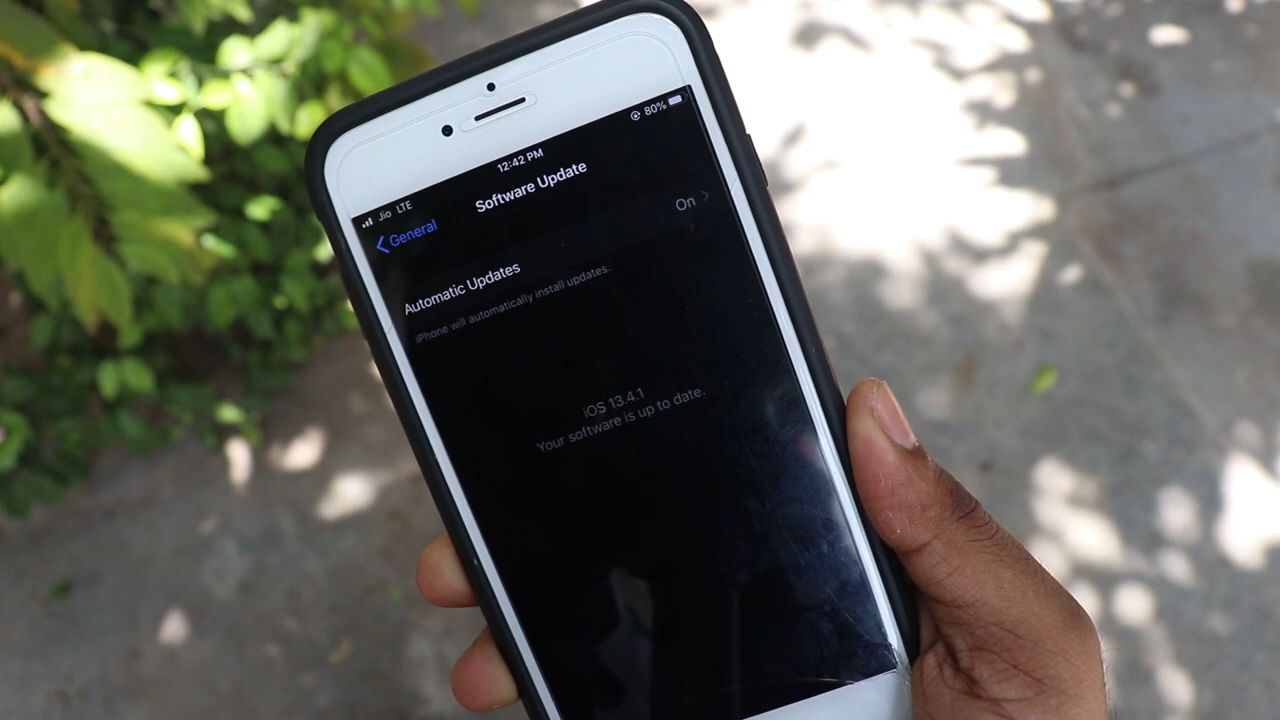 Jio LTE 12:42 PM 80%
General Software Update
Automatic Updates On
iPhone will automatically install updates.
iOS 13.4.1
Your software is up to date.